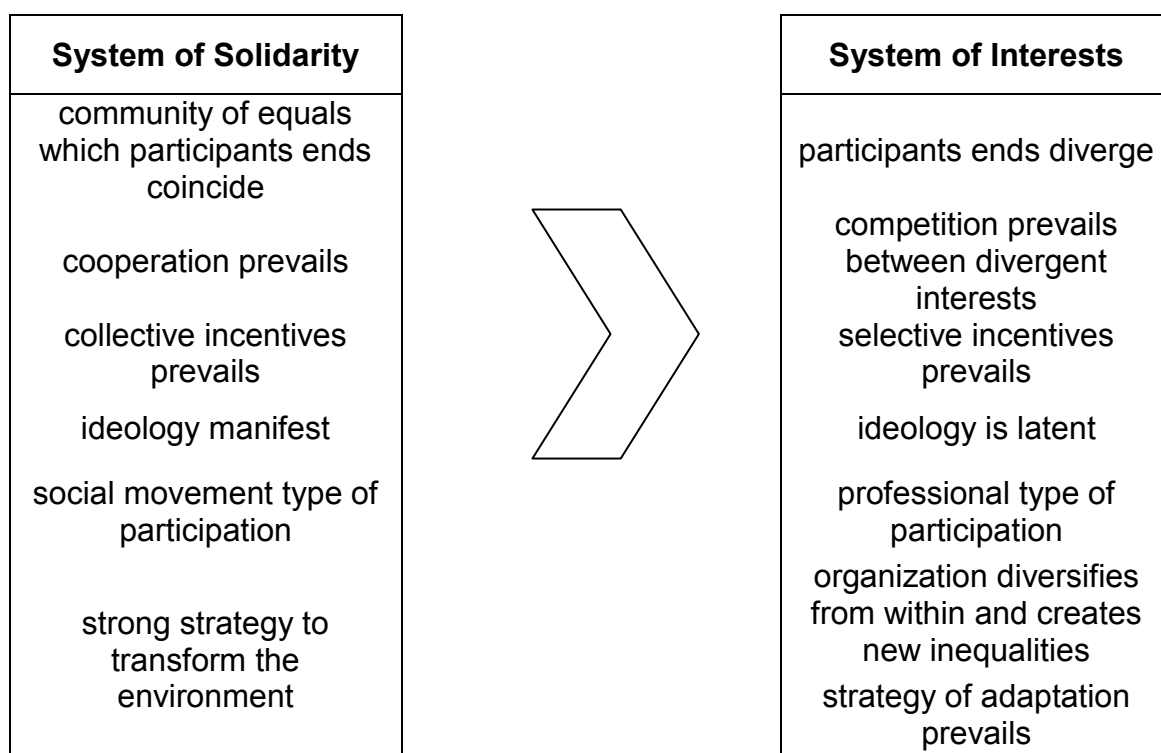 System of Solidarity
community of equals
which participants ends
coincide
cooperation prevails
collective incentives
prevails
ideology manifest
social movement type of
participation
strong strategy to
transform the
environment
System of Interests
participants ends diverge
competition prevails
between divergent
interests
selective incentives
prevails
ideology is latent
professional type of
participation
organization diversifies
from within and creates
new inequalities
strategy of adaptation
prevails